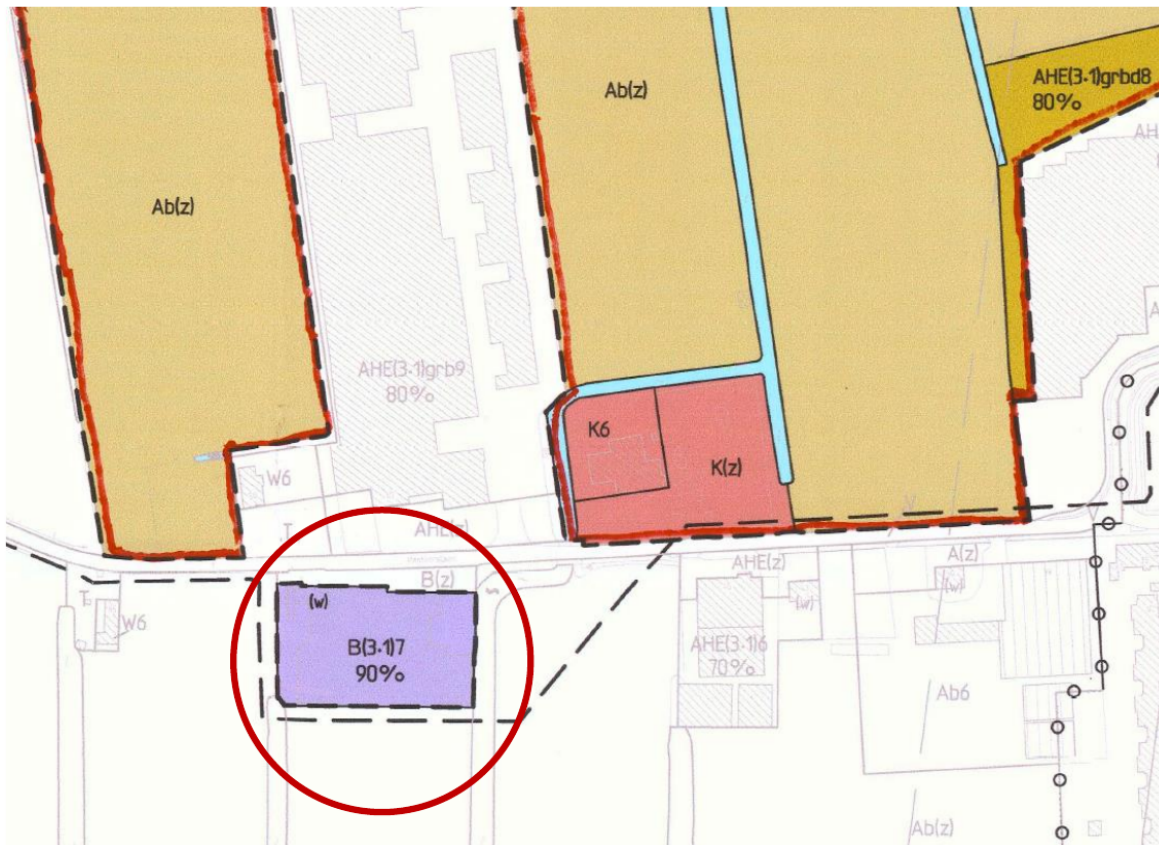 Ab(z)
AHE(3.1)grbd8
80%
AH
Ab(z)
AHE(3.1)grb9
80%
K6
K(z)
W6
AHE(z)
B(z)
(w)
B(3.1)7
90%
W6
AHE(z)
(w)
A(z)
(w)
AHE(3.1)6
70%
Ab6
Ab(z)